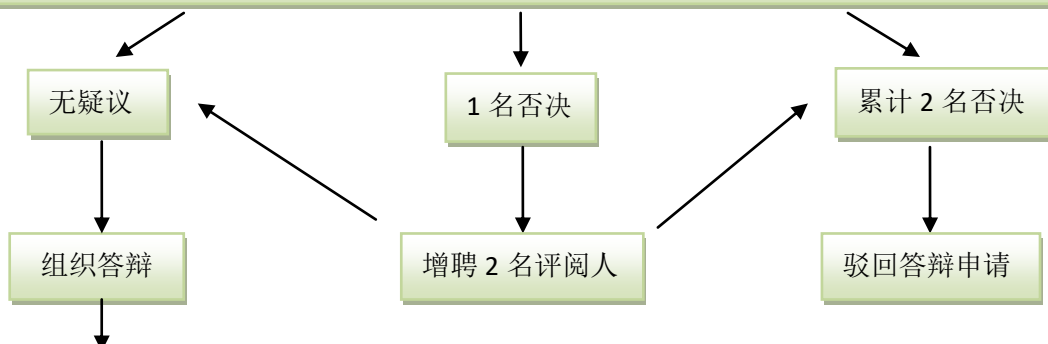 无疑议
1 名否决
累计 2 名否决
组织答辩
增聘 2 名评阅人
驳回答辩申请